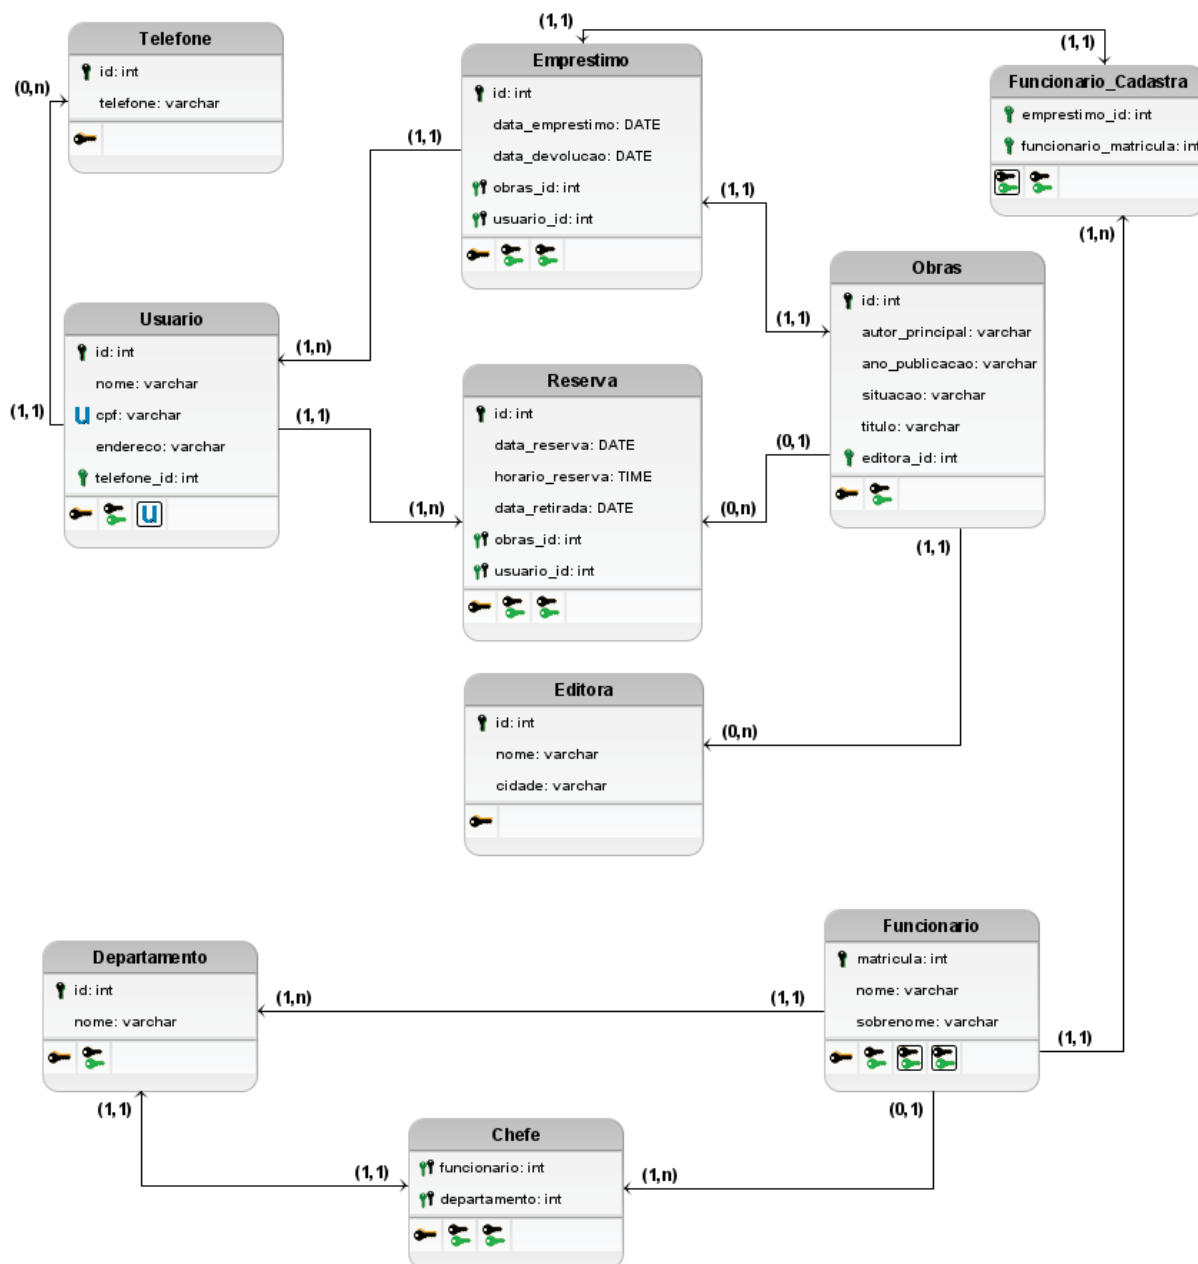 Telefone
id: int
telefone: varchar
(0,n)
(1,1)
Emprestimo
id: int
data_emprestimo: DATE
data_devolucao: DATE
obras_id: int
usuario_id: int
(1,1)
(1,1)
Funcionario_Cadastra
emprestimo_id: int
funcionario_matricula: int
(1,1)
(1,1)
(1,n)
Obras
id: int
autor_principal: varchar
ano_publicacao: varchar
situacao: varchar
titulo: varchar
editora_id: int
(1,1)
(0,1)
(1,1)
Usuario
id: int
nome: varchar
U cpf: varchar
endereco: varchar
telefone_id: int
U
(1,n)
(1,1)
(1,1)
Reserva
id: int
data_reserva: DATE
horario_reserva: TIME
data_retirada: DATE
obras_id: int
usuario_id: int
(1,n)
(0,n)
Editora
id: int
nome: varchar
cidade: varchar
(0,n)
Departamento
id: int
nome: varchar
(1,n)
(1,1)
(1,1)
Funcionario
matricula: int
nome: varchar
sobrenome: varchar
(1,1)
(0,1)
Chefe
funcionario: int
departamento: int
(1,1)
(1,n)